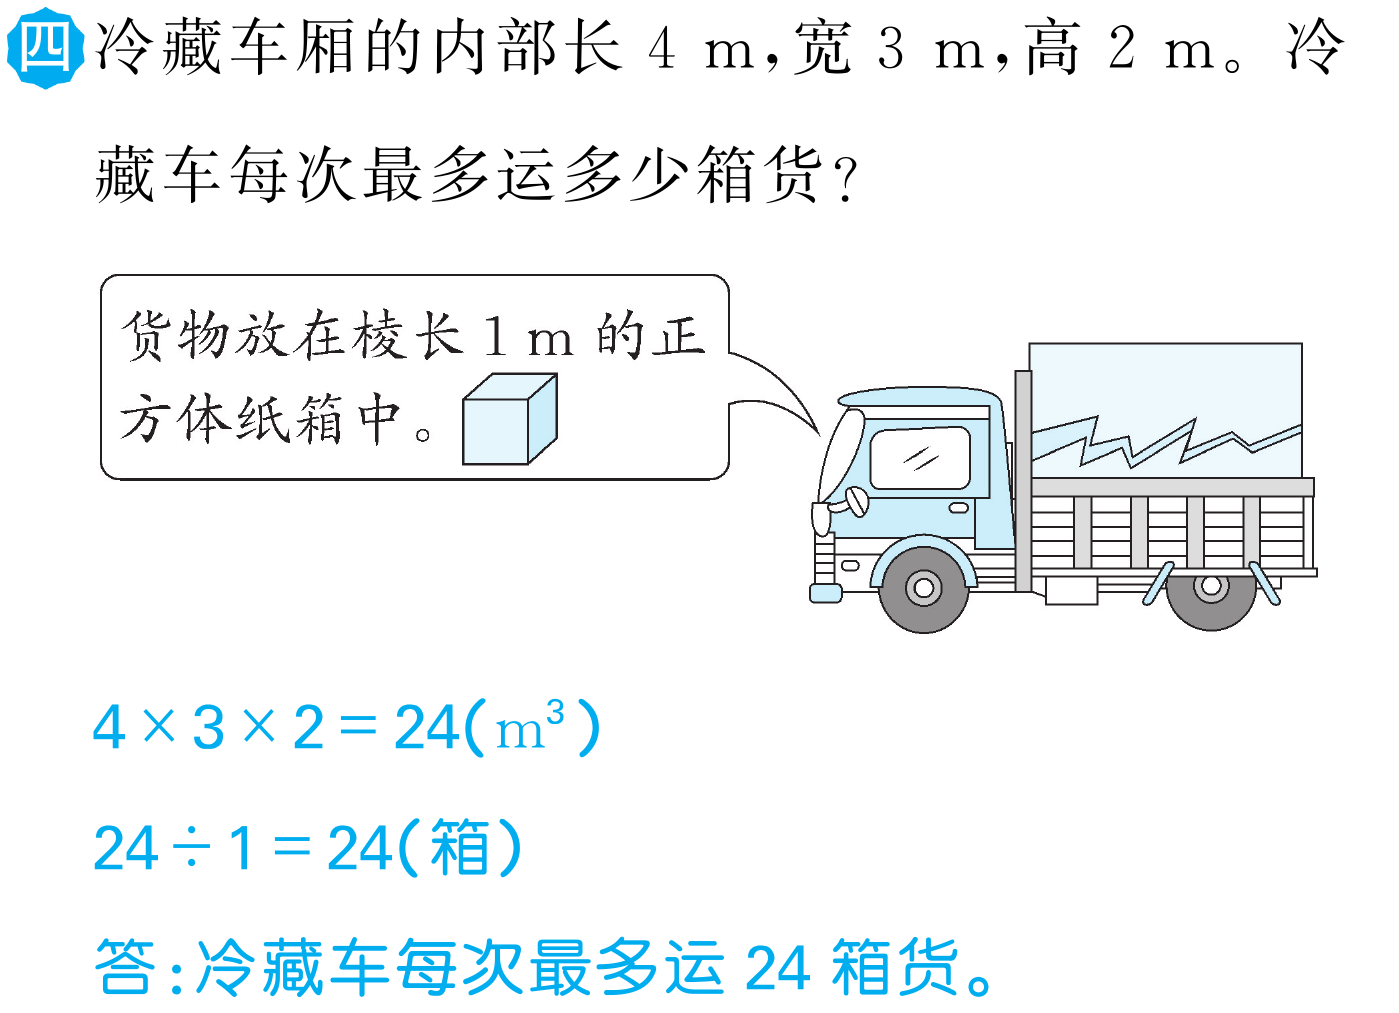 四 冷藏车厢的内部长 4 m,宽 3 m,高 2 m。冷
藏车每次最多运多少箱货?
货物放在棱长 1 m 的正
方体纸箱中。
4×3×2=24(m³)
24÷1=24(箱)
答:冷藏车每次最多运 24 箱货。